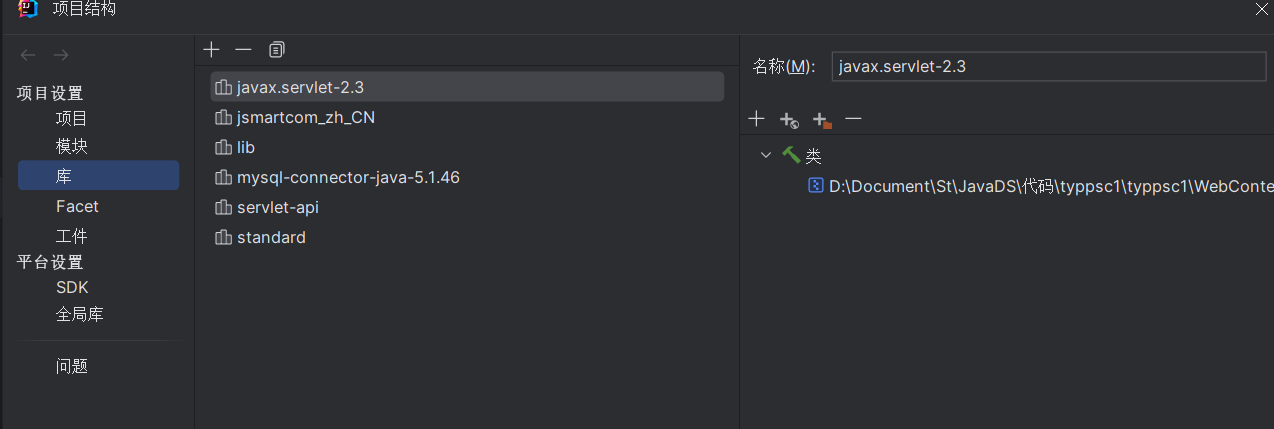 项目结构
项目设置
项目
模块
库
Facet
工件
平台设置
SDK
全局库
问题
javax.servlet-2.3
jsmartcom_zh_CN
lib
mysql-connector-java-5.1.46
servlet-api
standard
名称(M):
javax.servlet-2.3
类
D:\Document\St\JavaDS\代码\typpsc1\typpsc1\WebConte